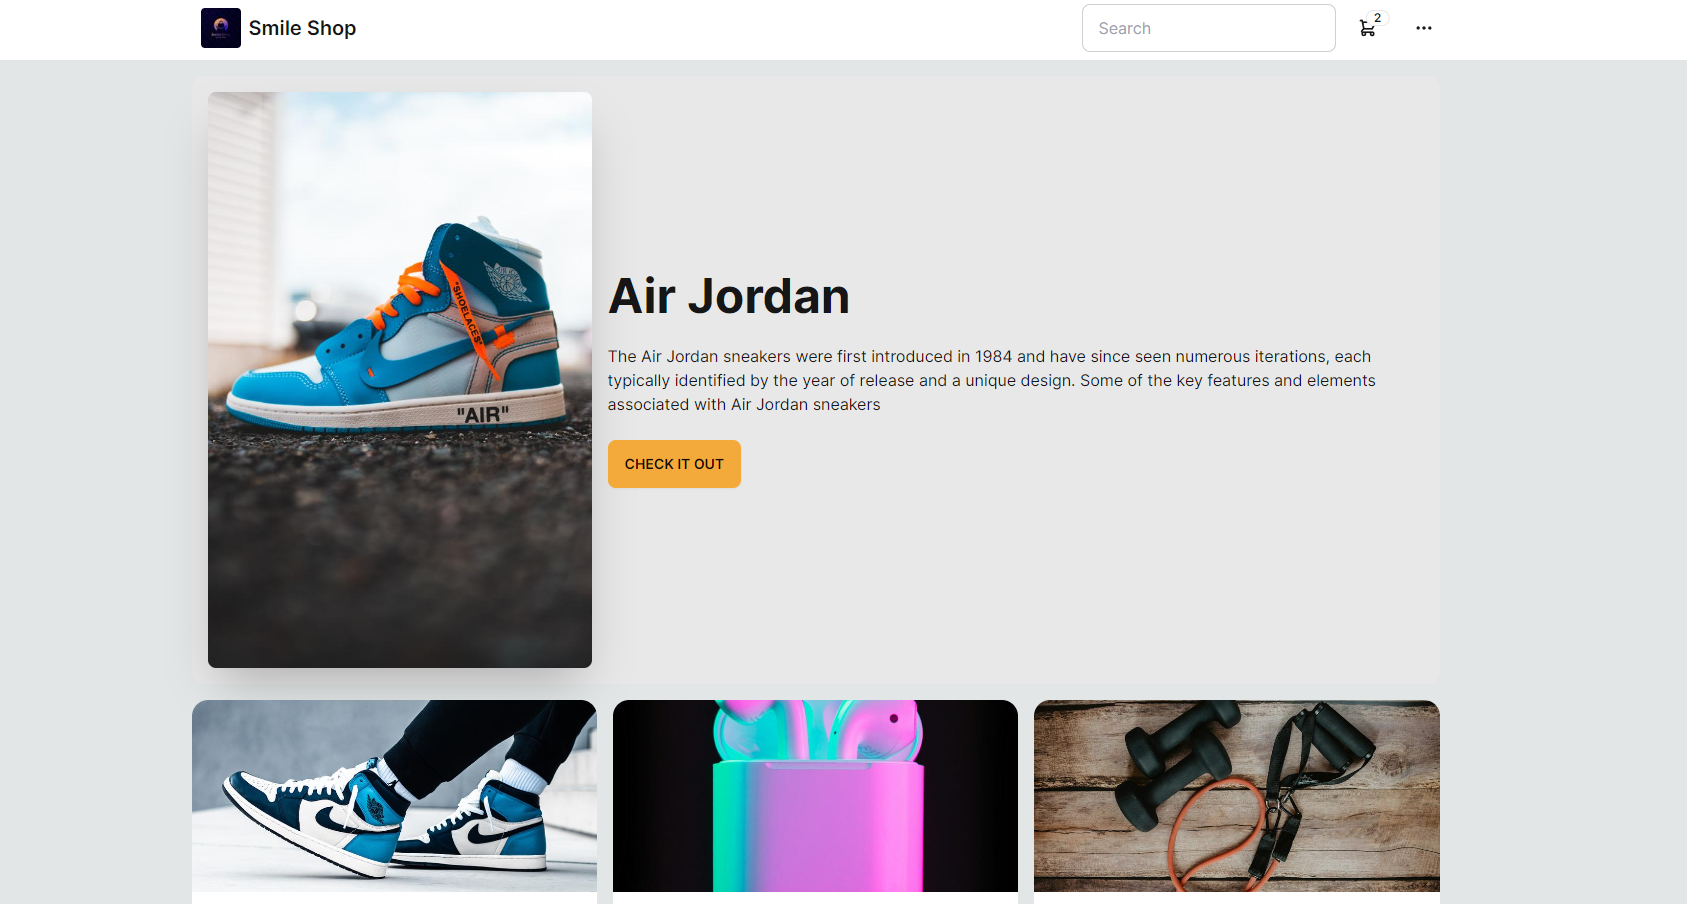 Smile Shop
Search
2
Air Jordan
The Air Jordan sneakers were first introduced in 1984 and have since seen numerous iterations, each
typically identified by the year of release and a unique design. Some of the key features and elements
associated with Air Jordan sneakers
CHECK IT OUT
"SHOELACES"
"AIR"